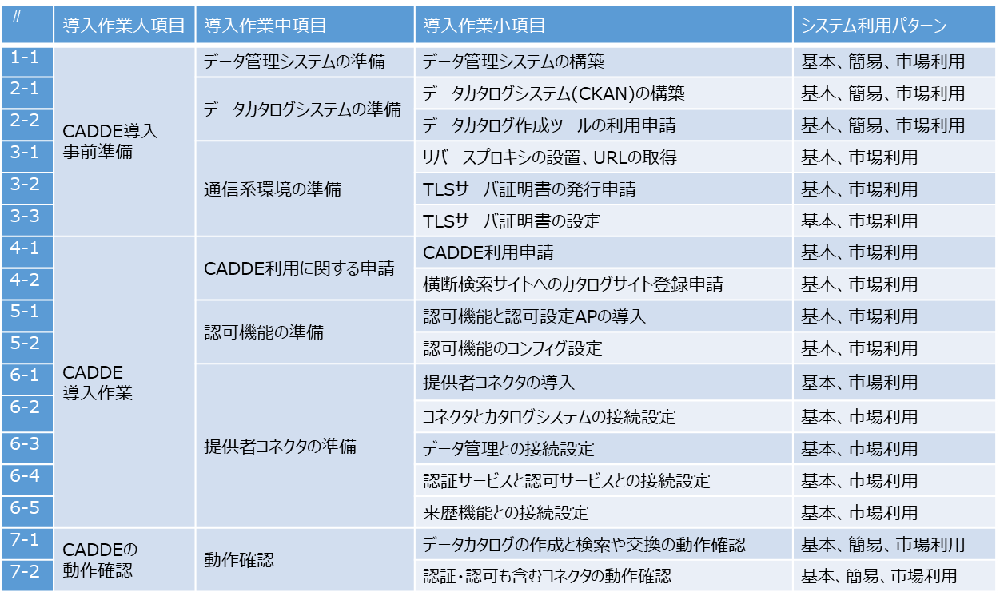 # 導入作業大項目 導入作業中項目 導入作業小項目 システム利用パターン
1-1 CADDE導入事前準備 データ管理システムの準備 データ管理システムの構築 基本、簡易、市場利用
2-1 データカタログシステムの準備 データカタログシステム(CKAN)の構築 基本、簡易、市場利用
2-2 データカタログ作成ツールの利用申請 基本、簡易、市場利用
3-1 通信系環境の準備 リバースプロキシの設置、URLの取得 基本、市場利用
3-2 TLSサーバ証明書の発行申請 基本、市場利用
3-3 TLSサーバ証明書の設定 基本、市場利用
4-1 CADDE導入作業 CADDE利用に関する申請 CADDE利用申請 基本、市場利用
4-2 横断検索サイトへのカタログサイト登録申請 基本、市場利用
5-1 認可機能の準備 認可機能と認可設定APの導入 基本、市場利用
5-2 認可機能のコンフィグ設定 基本、市場利用
6-1 提供者コネクタの準備 提供者コネクタの導入 基本、市場利用
6-2 コネクタとカタログシステムの接続設定 基本、市場利用
6-3 データ管理との接続設定 基本、市場利用
6-4 認証サービスと認可サービスとの接続設定 基本、市場利用
6-5 来歴機能との接続設定 基本、市場利用
7-1 CADDEの動作確認 動作確認 データカタログの作成と検索や交換の動作確認 基本、簡易、市場利用
7-2 認証・認可も含むコネクタの動作確認 基本、簡易、市場利用